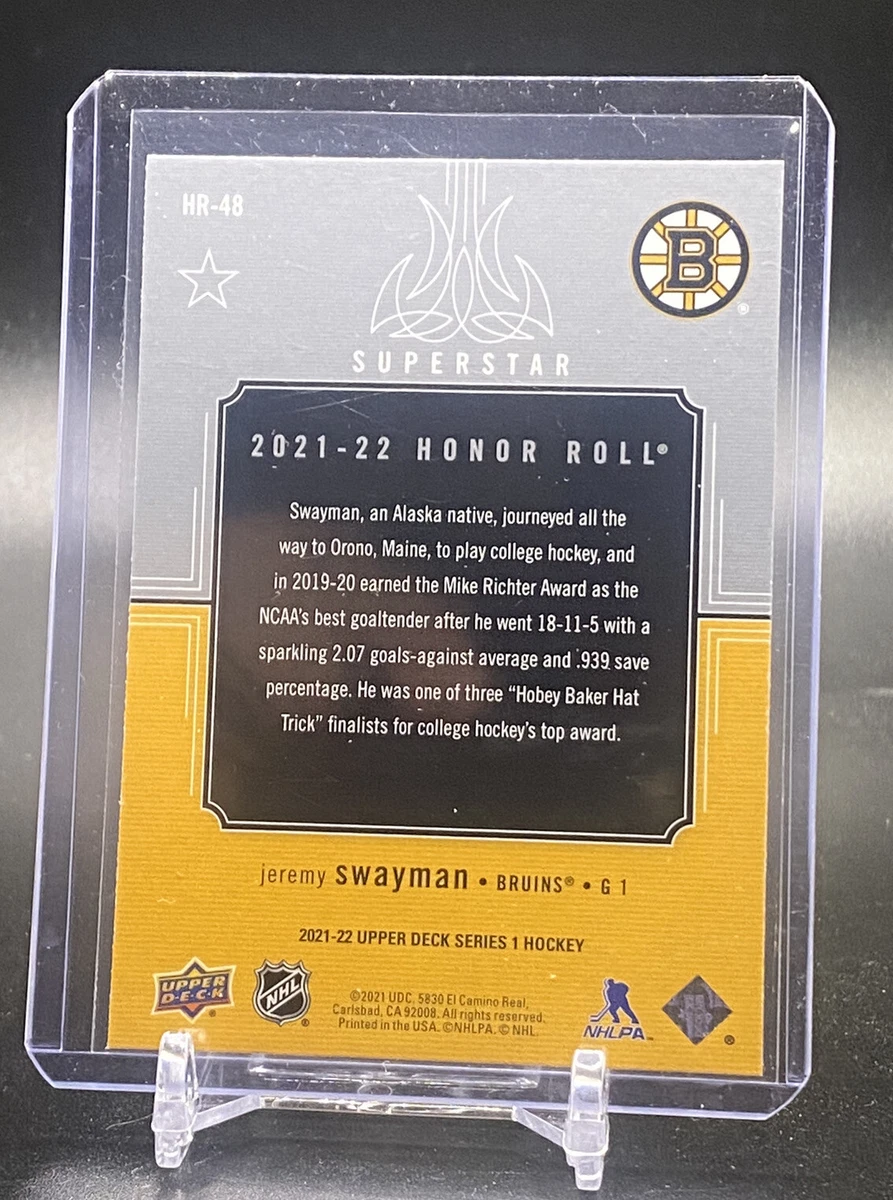 HR-48
B
®
SUPERSTAR
2021-22 HONOR ROLL®
Swayman, an Alaska native, journeyed all the
way to Orono, Maine, to play college hockey, and
in 2019-20 earned the Mike Richter Award as the
NCAA's best goaltender after he went 18-11-5 with a
sparkling 2.07 goals-against average and .939 save
percentage. He was one of three “Hobey Baker Hat
Trick” finalists for college hockey's top award.
jeremy swayman • BRUINS® • G 1
2021-22 UPPER DECK SERIES 1 HOCKEY
UPPER
D•E•C•K
®
NHL
®
©2021 UDC. 5830 El Camino Real,
Carlsbad, CA 92008. All rights reserved.
Printed in the USA. ©NHLPA. © NHL.
NHLPA™
®